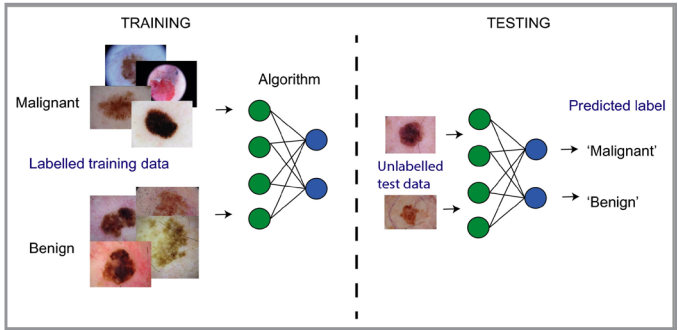 TRAINING
Malignant
Labelled training data
Benign
Algorithm
TESTING
Unlabelled
test data
Predicted label
'Malignant'
'Benign'